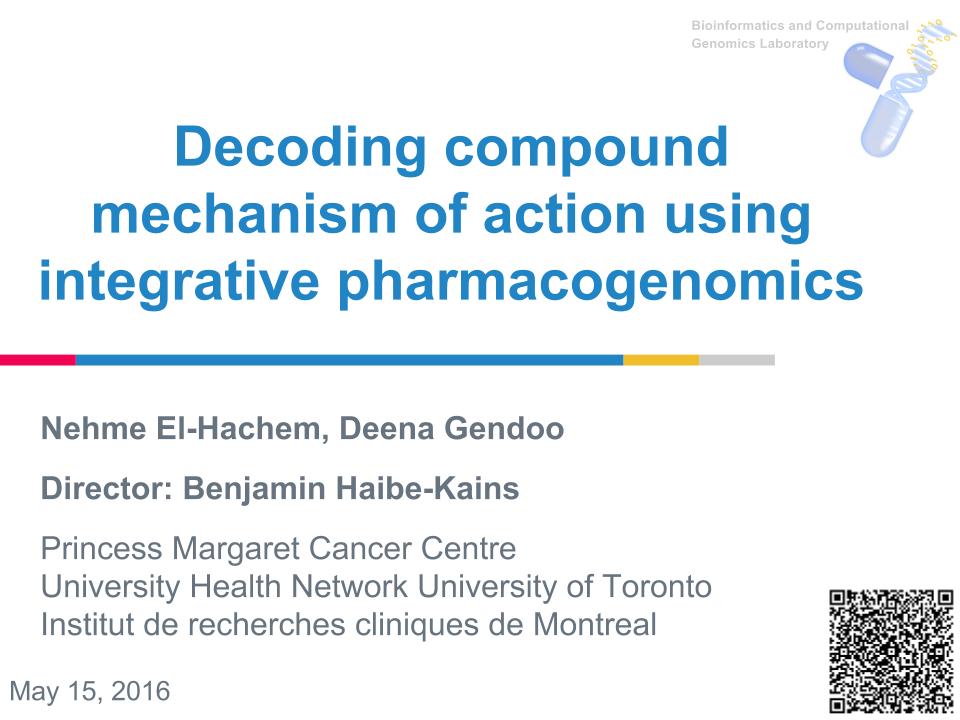 Bioinformatics and Computational
Genomics Laboratory
Decoding compound
mechanism of action using
integrative pharmacogenomics
Nehme El-Hachem, Deena Gendoo
Director: Benjamin Haibe-Kains
Princess Margaret Cancer Centre
University Health Network University of Toronto
Institut de recherches cliniques de Montreal
May 15, 2016